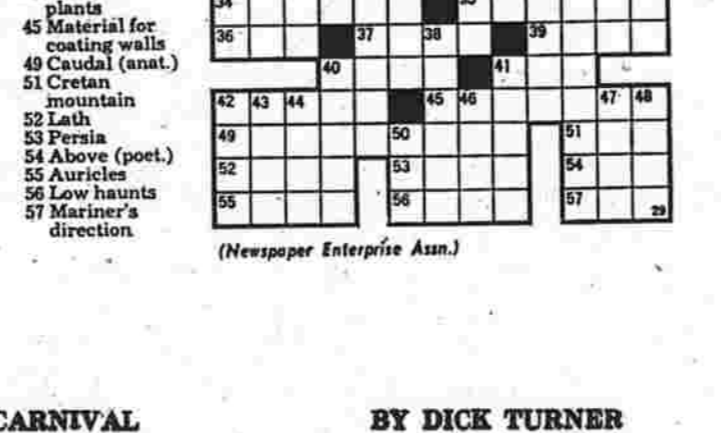 plants
45 Material for
coating walls
49 Caudal (anat.)
51 Cretan
mountain
52 Lath
53 Persia
54 Above (poet.)
55 Auricles
56 Low haunts
57 Mariner's
direction
34
36 37 38 39
40 41
42 43 44 45 46 47 48
49 50 51
52 53 54
55 56 57 29
(Newspaper Enterprise Assn.)
CARNIVAL BY DICK TURNER